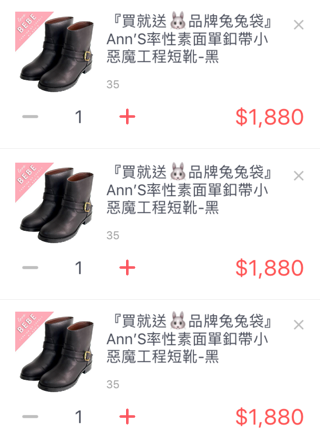 BEBE
『買就送🐰品牌兔兔袋』
Ann'S率性素面單釦帶小
惡魔工程短靴-黑
×
35
− 1 +
$1,880
BEBE
『買就送🐰品牌兔兔袋』
Ann'S率性素面單釦帶小
惡魔工程短靴-黑
×
35
− 1 +
$1,880
BEBE
『買就送🐰品牌兔兔袋』
Ann'S率性素面單釦帶小
惡魔工程短靴-黑
×
35
− 1 +
$1,880